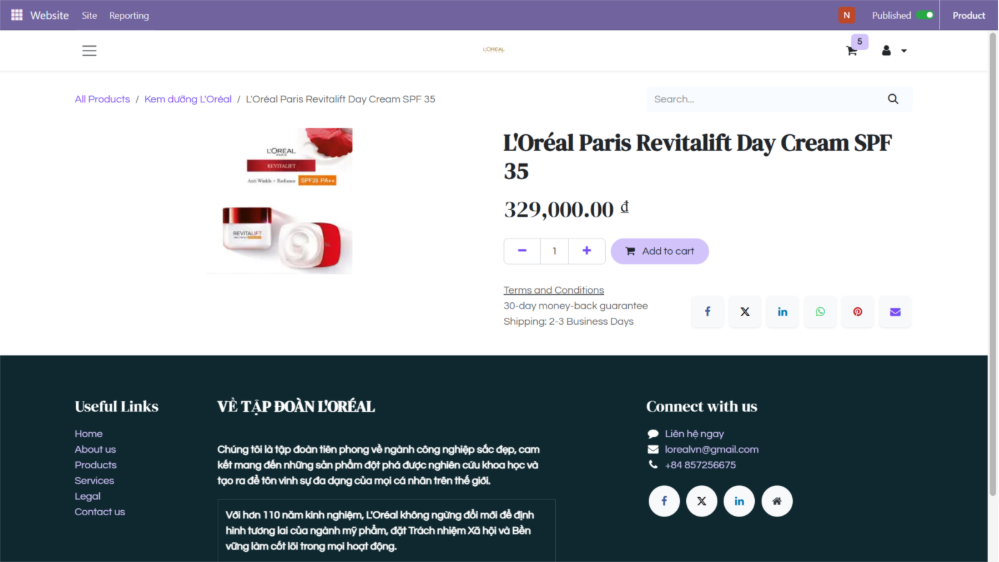 Website Site Reporting N Published Product
L'ORÉAL 5
All Products / Kem dưỡng L'Oréal / L'Oréal Paris Revitalift Day Cream SPF 35 Search...
L'ORÉAL
PARIS
REVITALIFT
Anti-Wrinkle + Radiance SPF35 PA++
REVITALIFT
L'Oréal Paris Revitalift Day Cream SPF
35
329,000.00 ₫
1 Add to cart
Terms and Conditions
30-day money-back guarantee
Shipping: 2-3 Business Days
Useful Links
Home
About us
Products
Services
Legal
Contact us
VỀ TẬP ĐOÀN L'ORÉAL
Chúng tôi là tập đoàn tiên phong về ngành công nghiệp sắc đẹp, cam
kết mang đến những sản phẩm đột phá được nghiên cứu khoa học và
tạo ra để tôn vinh sự đa dạng của mọi cá nhân trên thế giới.
Với hơn 110 năm kinh nghiệm, L'Oréal không ngừng đổi mới để định
hình tương lai của ngành mỹ phẩm, đặt Trách nhiệm Xã hội và Bền
vững làm cốt lõi trong mọi hoạt động.
Connect with us
Liên hệ ngay
lorealvn@gmail.com
+84 857256675